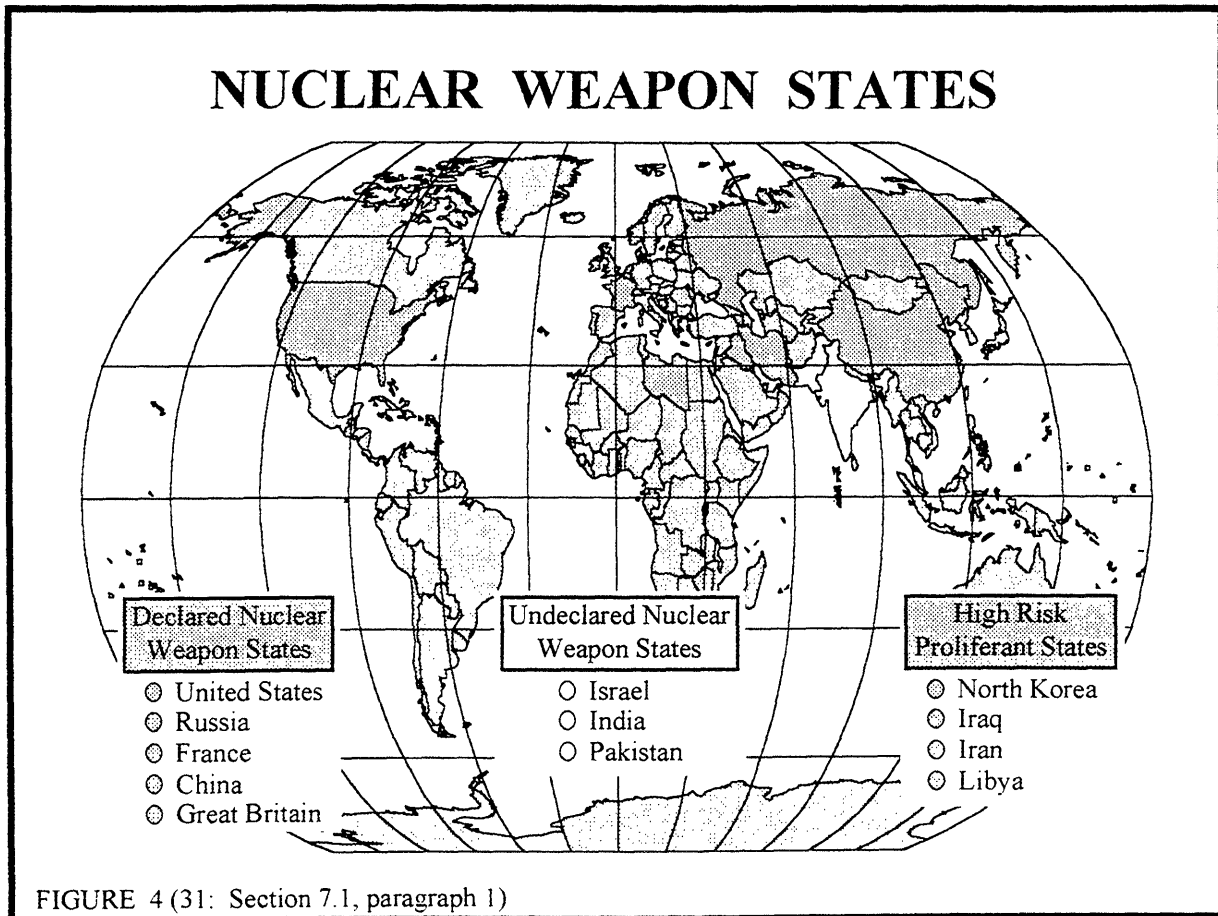 NUCLEAR WEAPON STATES
Declared Nuclear
Weapon States
United States
Russia
France
China
Great Britain
Undeclared Nuclear
Weapon States
Israel
India
Pakistan
High Risk
Proliferant States
North Korea
Iraq
Iran
Libya
FIGURE 4 (31: Section 7.1, paragraph 1)